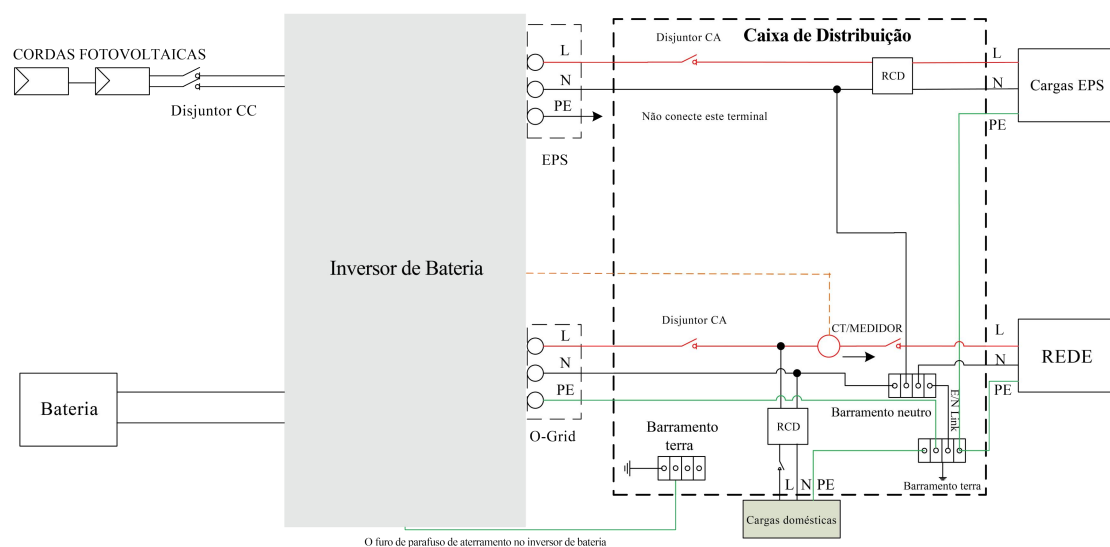 CORDAS FOTOVOLTAICAS
Disjuntor CC
Inversor de Bateria
Bateria
L
N
PE
EPS
Disjuntor CA
Caixa de Distribuição
RCD
Não conecte este terminal
L
N
PE
Cargas EPS
L
N
PE
O-Grid
Disjuntor CA
CT/MEDIDOR
L
N
PE
REDE
Barramento neutro
E/N Link
RCD
Barramento
terra
Barramento terra
L N PE
Cargas domésticas
O furo de parafuso de aterramento no inversor de bateria